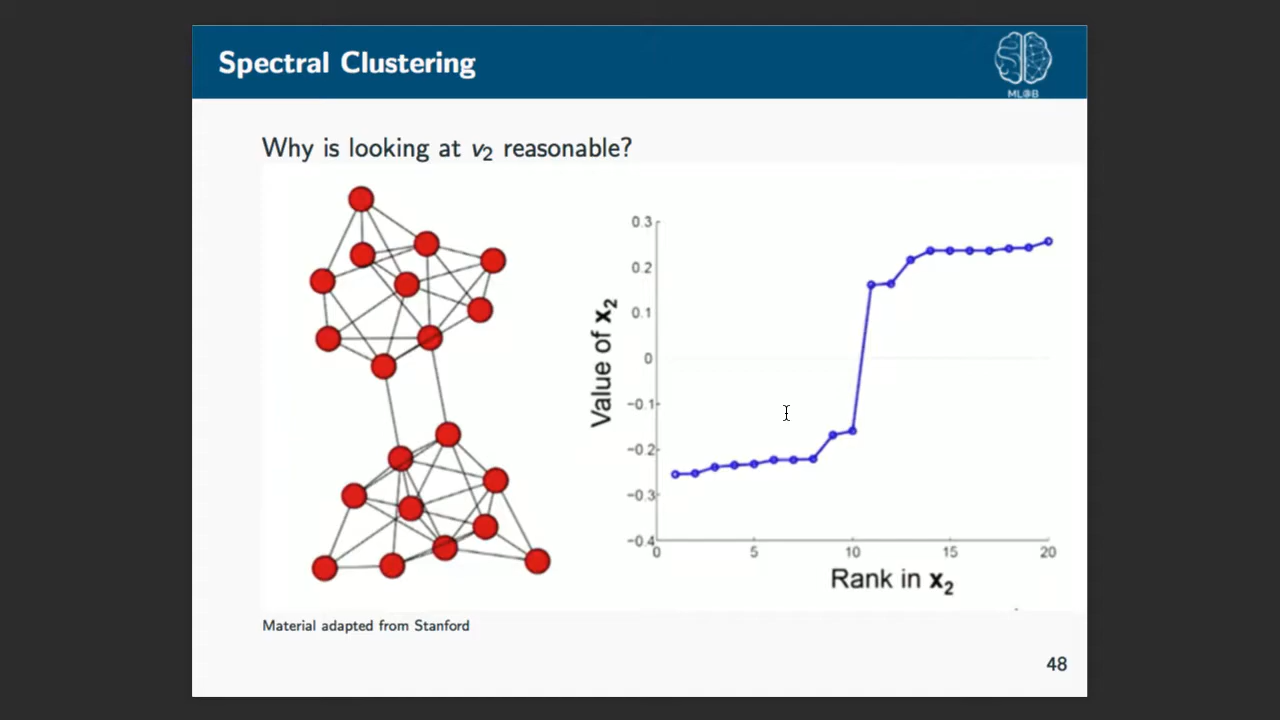 Spectral Clustering
ML@B
Why is looking at v₂ reasonable?
Value of x₂
0.3
0.2
0.1
0
−0.1
−0.2
−0.3
−0.4
0 5 10 15 20
Rank in x₂
Material adapted from Stanford
48